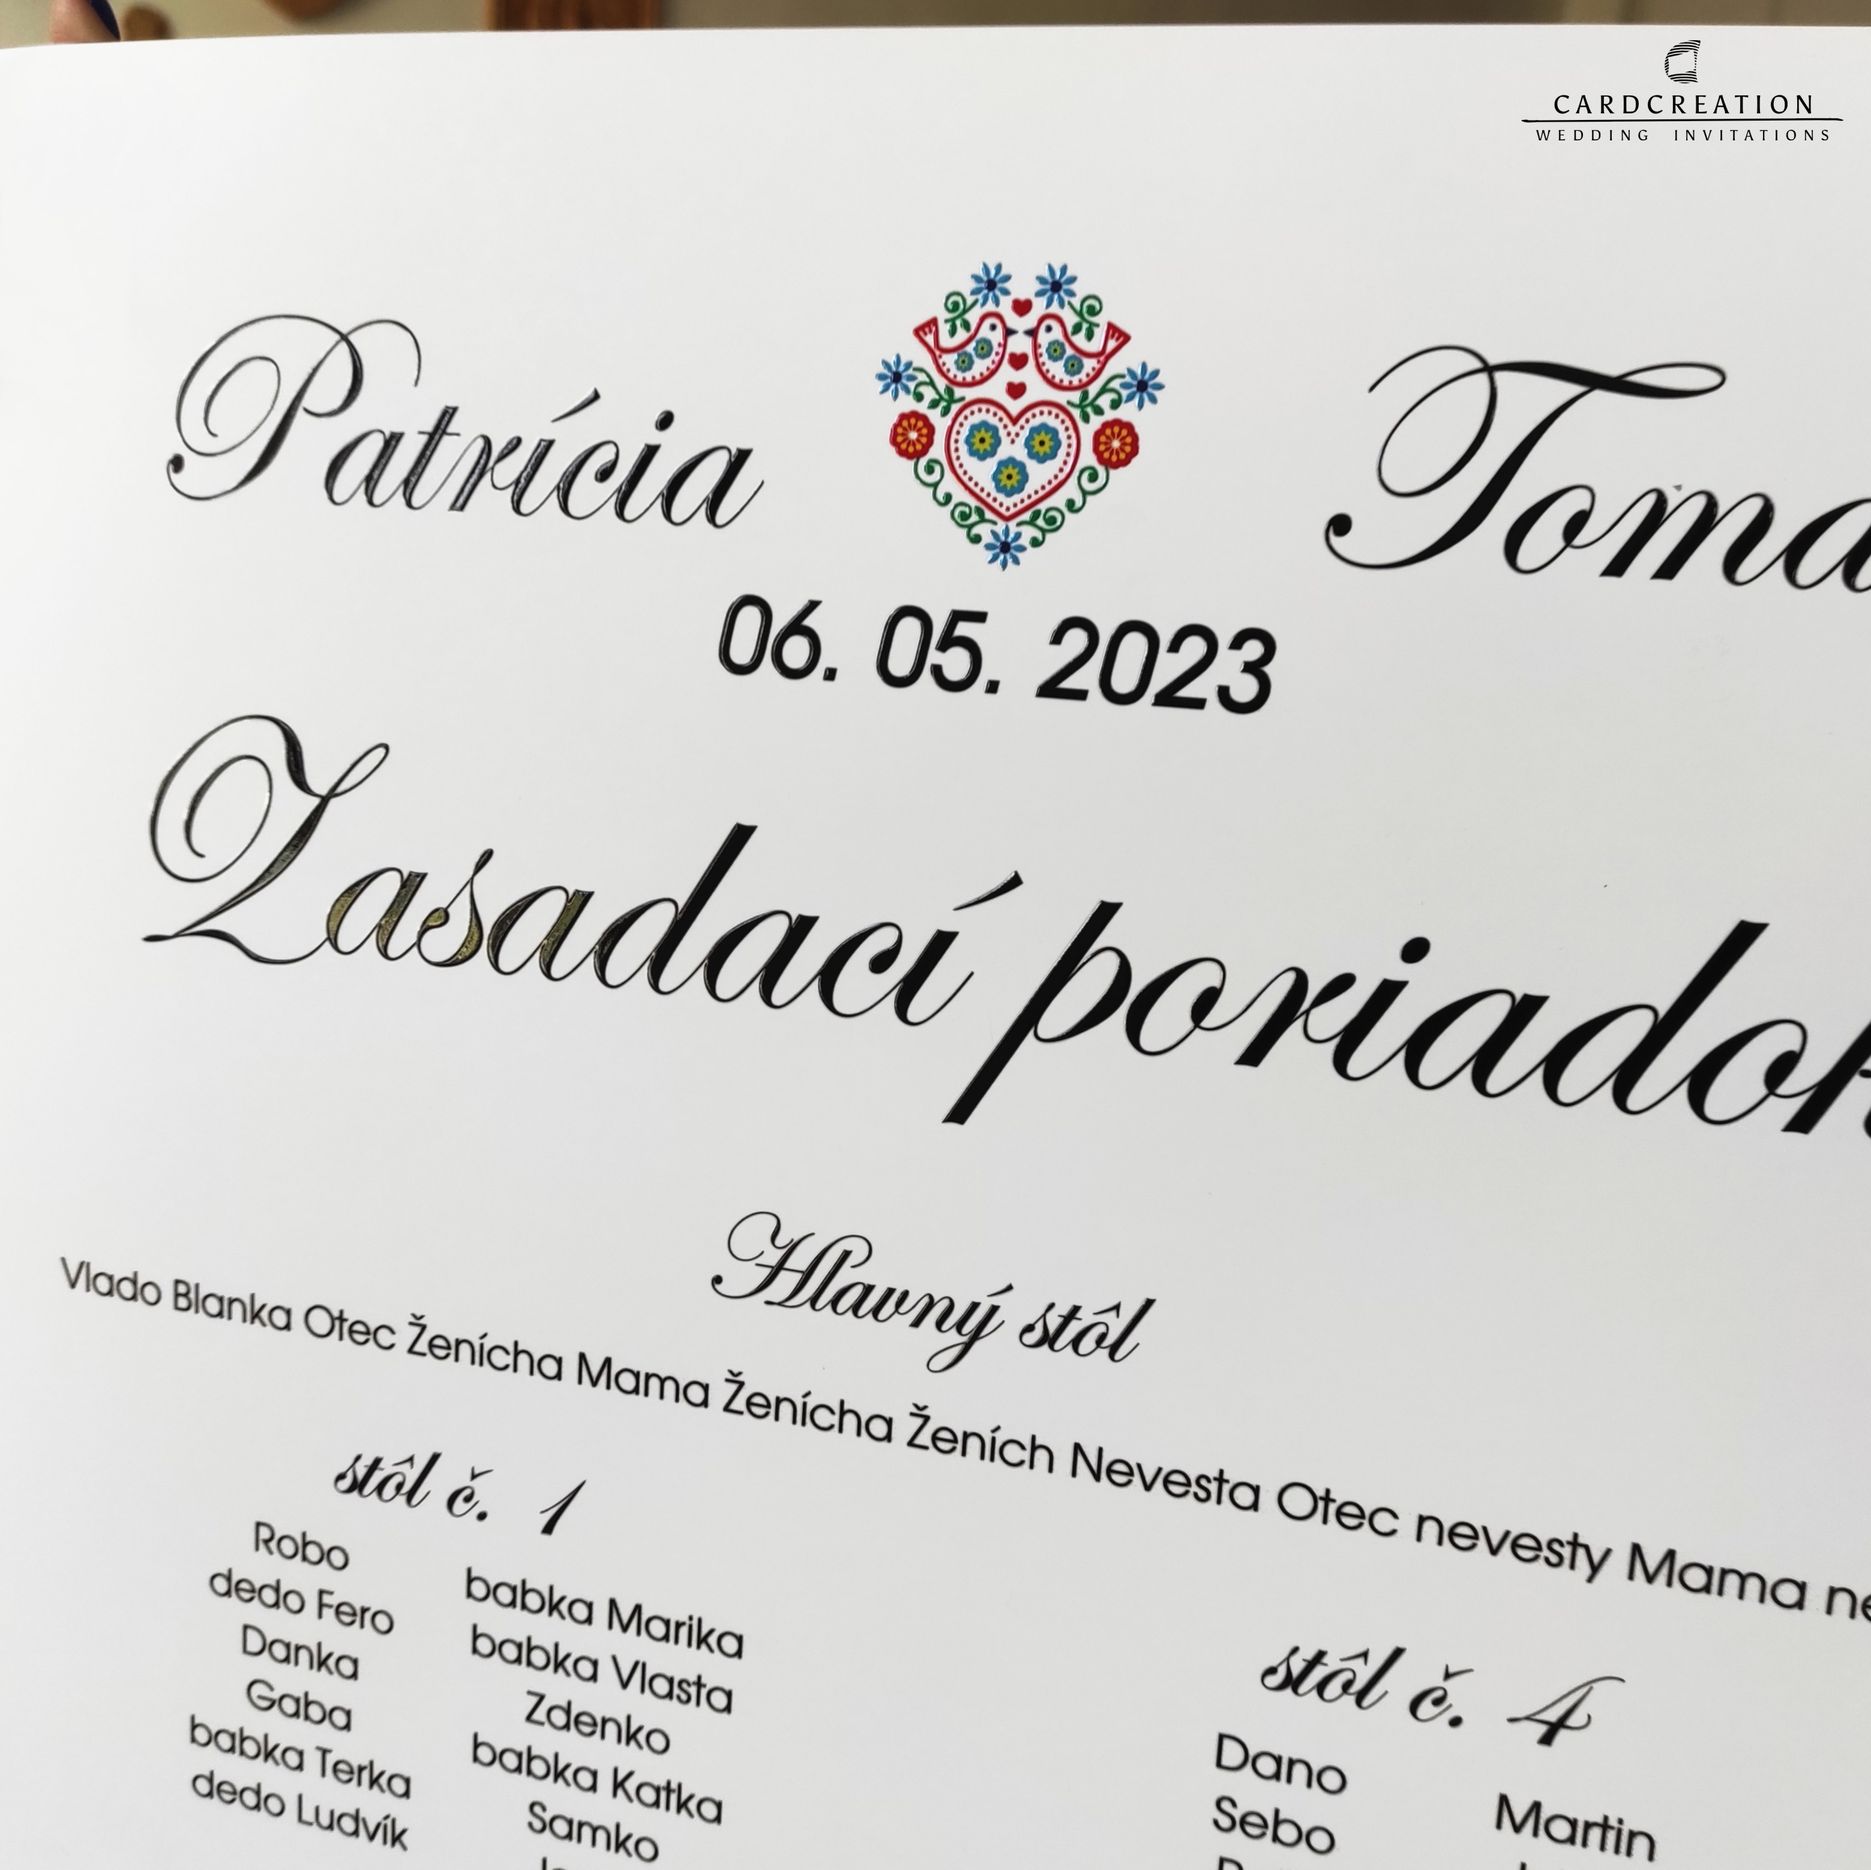 CARDCREATION
WEDDING INVITATIONS
Patrícia
06. 05. 2023
Zasadací poriadok
Hlavný stôl
Vlado Blanka Otec Ženícha Mama Ženícha Ženích Nevesta Otec nevesty Mama
stôl č. 1
Robo
dedo Fero
Danka
Gaba
babka Terka
dedo Ludvík
babka Marika
babka Vlasta
Zdenko
babka Katka
Samko
stôl č. 4
Dano
Sebo
Martin